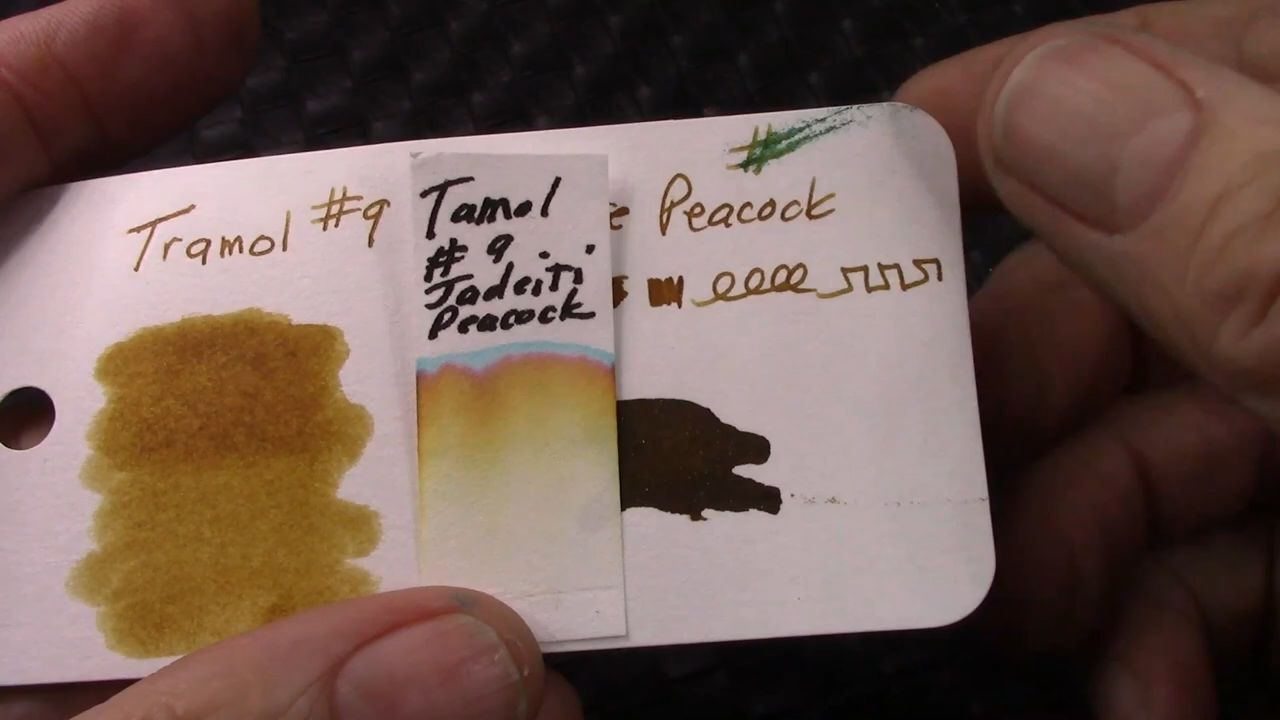 Tramol #9
e Peacock
#
Tamol
# 9
Jadeiti
Peacock